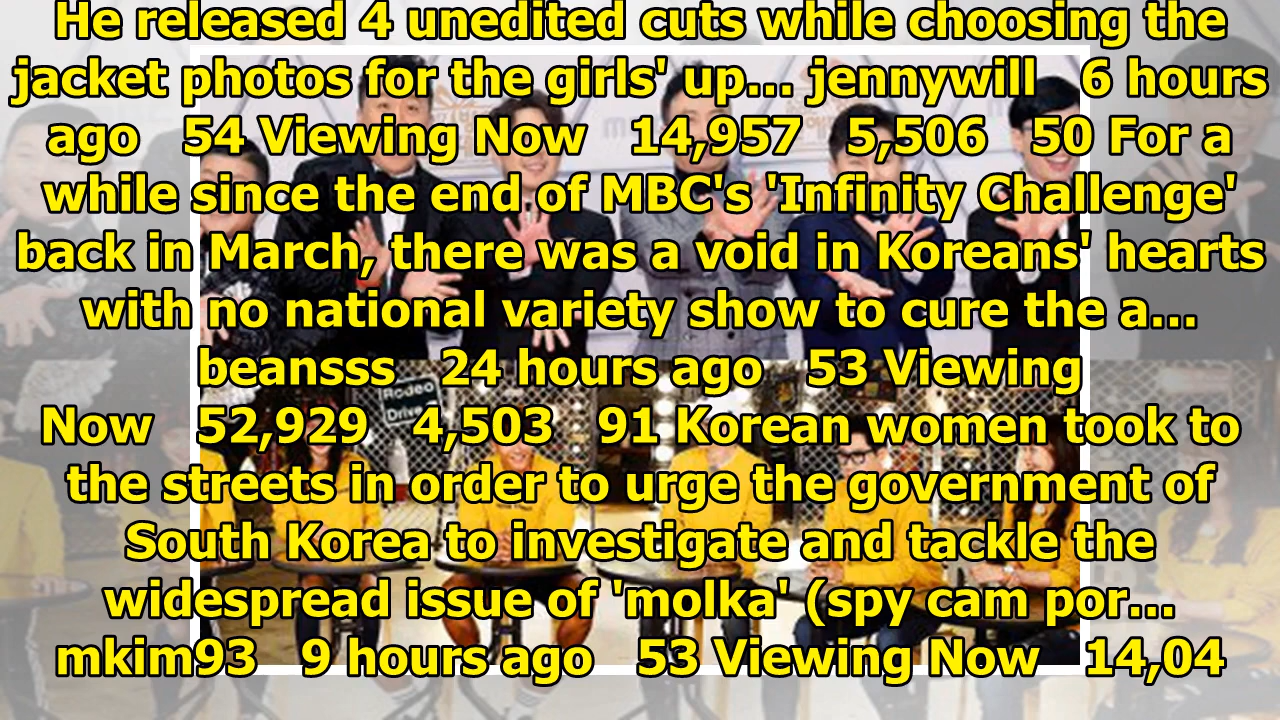 He released 4 unedited cuts while choosing the
jacket photos for the girls' up... jennywill 6 hours
ago 54 Viewing Now 14,957 5,506 50 For a
while since the end of MBC's 'Infinity Challenge'
back in March, there was a void in Koreans' hearts
with no national variety show to cure the a...
beansss 24 hours ago 53 Viewing
Now 52,929 4,503 91 Korean women took to
the streets in order to urge the government of
South Korea to investigate and tackle the
widespread issue of 'molka' (spy cam por...
mkim93 9 hours ago 53 Viewing Now 14,04
Rodeo
Drive